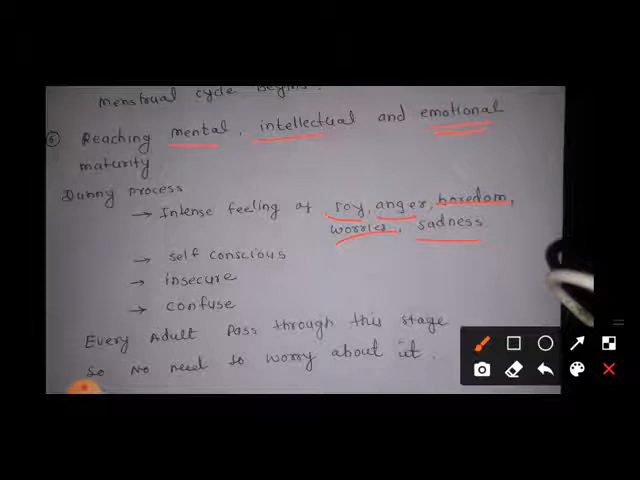 menstrual cycle begins.
⑥ Reaching mental, intellectual and emotional
maturity
During process
→ Intense feeling of joy, anger, boredom,
worries, sadness
→ self conscious
→ insecure
→ confuse
Every Adult Pass through this stage
so no need to worry about it.